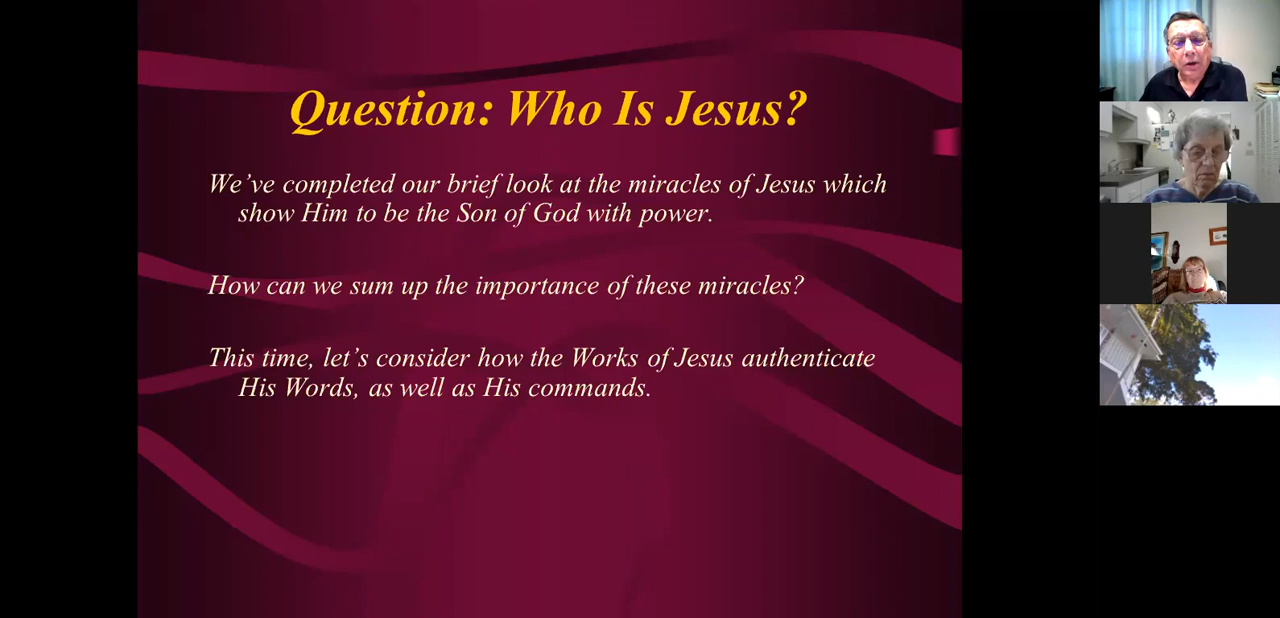 Question: Who Is Jesus?
We’ve completed our brief look at the miracles of Jesus which
show Him to be the Son of God with power.
How can we sum up the importance of these miracles?
This time, let’s consider how the Works of Jesus authenticate
His Words, as well as His commands.